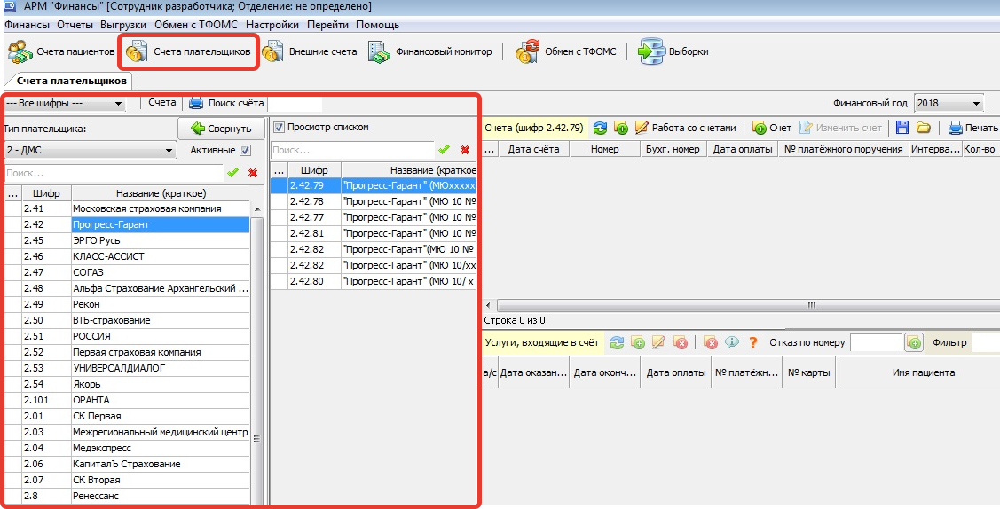 АРМ "Финансы" [Сотрудник разработчика; Отделение: не определено]
Финансы Отчеты Выгрузки Обмен с ТФОМС Настройки Перейти Помощь
Счета пациентов Счета плательщиков Внешние счета Финансовый монитор Обмен с ТФОМС Выборки
Счета плательщиков
--- Все шифры --- Счета Поиск счёта Финансовый год 2018
Тип плательщика: Свернуть
2 - ДМС Активные
Поиск...
... Шифр Название (краткое)
2.41 Московская страховая компания
2.42 Прогресс-Гарант
2.45 ЭРГО Русь
2.46 КЛАСС-АССИСТ
2.47 СОГАЗ
2.48 Альфа Страхование Архангельский ...
2.49 Рекон
2.50 ВТБ-страхование
2.51 РОССИЯ
2.52 Первая страховая компания
2.53 УНИВЕРСАЛДИАЛОГ
2.54 Якорь
2.101 ОРАНТА
2.01 СК Первая
2.03 Межрегиональный медицинский центр
2.04 Медэкспресс
2.06 КапиталЪ Страхование
2.07 СК Вторая
2.8 Ренессанс
Просмотр списком
Поиск...
... Шифр Название (краткое
2.42.79 "Прогресс-Гарант" (МЮxxxxxx
2.42.78 "Прогресс-Гарант" (МЮ 10 №
2.42.77 "Прогресс-Гарант" (МЮ 10 №
2.42.81 "Прогресс-Гарант" (МЮ 10 №
2.42.82 "Прогресс-Гарант"(МЮ 10 №
2.42.82 "Прогресс-Гарант" (МЮ 10/xx
2.42.80 "Прогресс-Гарант" (МЮ 10/ x
Счета (шифр 2.42.79) Работа со счетами Счет Изменить счет Печать
... Дата счёта Номер Бухг. номер Дата оплаты № платёжного поручения Интерва... Кол-во
Строка 0 из 0
Услуги, входящие в счёт Отказ по номеру Фильтр
а/с Дата оказан... Дата оконч... Дата оплаты № платёжн... № карты Имя пациента